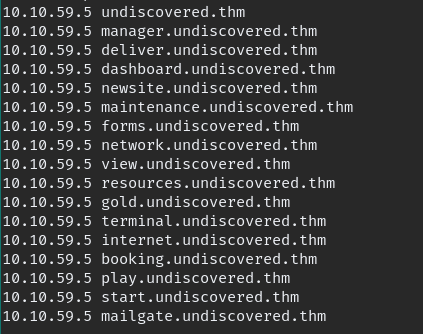 10.10.59.5 undiscovered.thm
10.10.59.5 manager.undiscovered.thm
10.10.59.5 deliver.undiscovered.thm
10.10.59.5 dashboard.undiscovered.thm
10.10.59.5 newsite.undiscovered.thm
10.10.59.5 maintenance.undiscovered.thm
10.10.59.5 forms.undiscovered.thm
10.10.59.5 network.undiscovered.thm
10.10.59.5 view.undiscovered.thm
10.10.59.5 resources.undiscovered.thm
10.10.59.5 gold.undiscovered.thm
10.10.59.5 terminal.undiscovered.thm
10.10.59.5 internet.undiscovered.thm
10.10.59.5 booking.undiscovered.thm
10.10.59.5 play.undiscovered.thm
10.10.59.5 start.undiscovered.thm
10.10.59.5 mailgate.undiscovered.thm